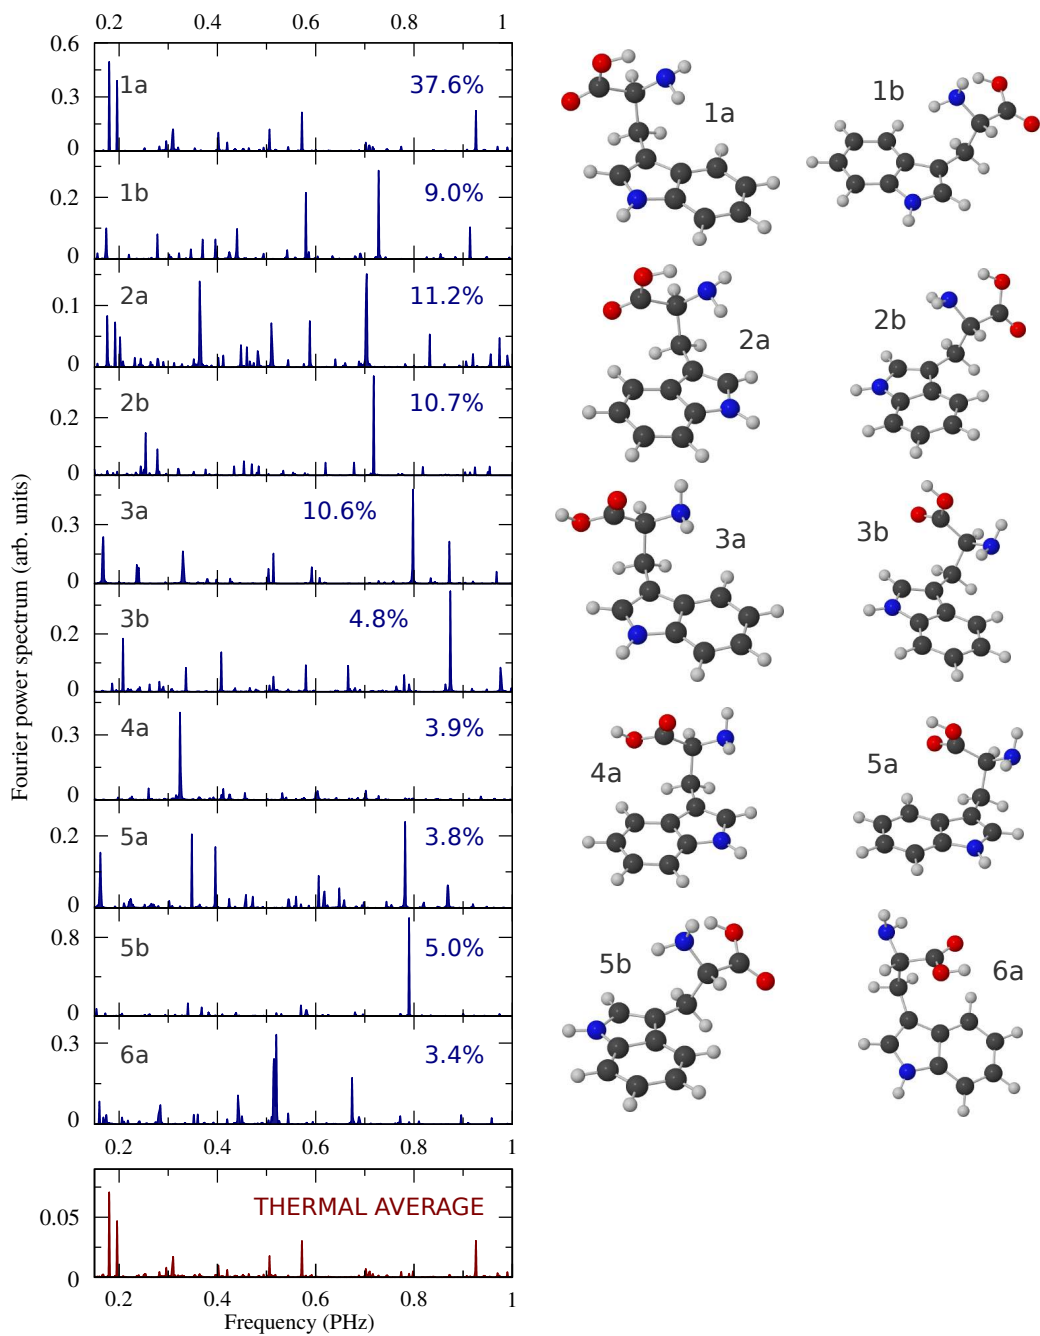 0.2 0.4 0.6 0.8 1
0.6
0.3
0
1a 37.6%
0.2
0
1b 9.0%
0.1
0
2a 11.2%
0.2
0
2b 10.7%
0.3
0
3a 10.6%
0.2
0
3b 4.8%
0.3
0
4a 3.9%
0.2
0
5a 3.8%
0.8
0
5b 5.0%
0.3
0
6a 3.4%
0.2 0.4 0.6 0.8 1
Fourier power spectrum (arb. units)
THERMAL AVERAGE
0.05
0
0.2 0.4 0.6 0.8 1
Frequency (PHz)
1a
1b
2a
2b
3a
3b
4a
5a
5b
6a